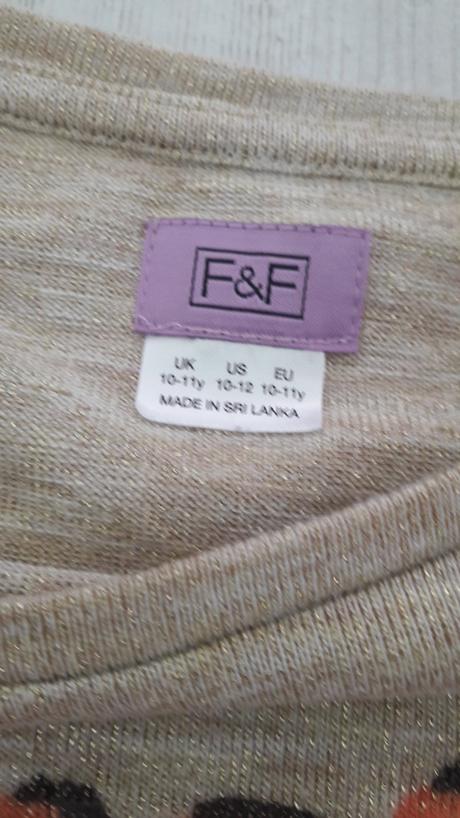 F&F
UK US EU
10-11y 10-12 10-11y
MADE IN SRI LANKA